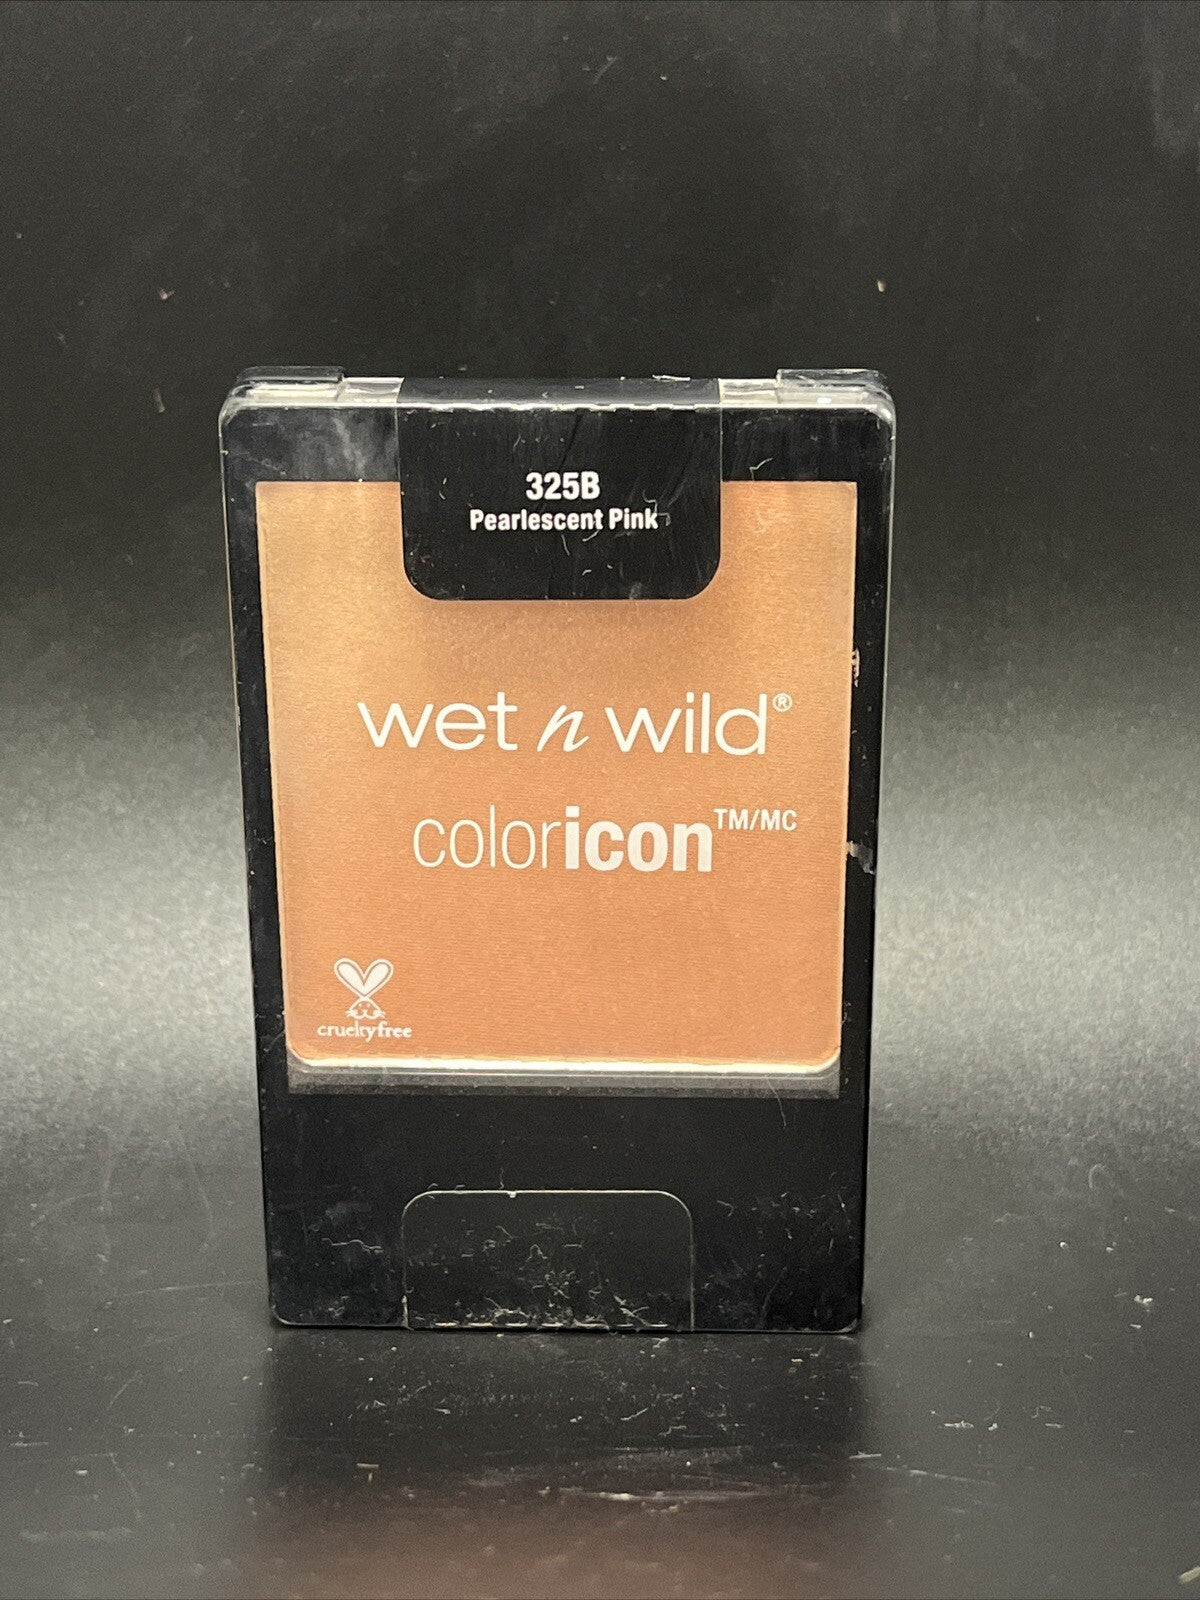 325B
Pearlescent Pink
wet n wild®
coloricon™/MC
crueltyfree